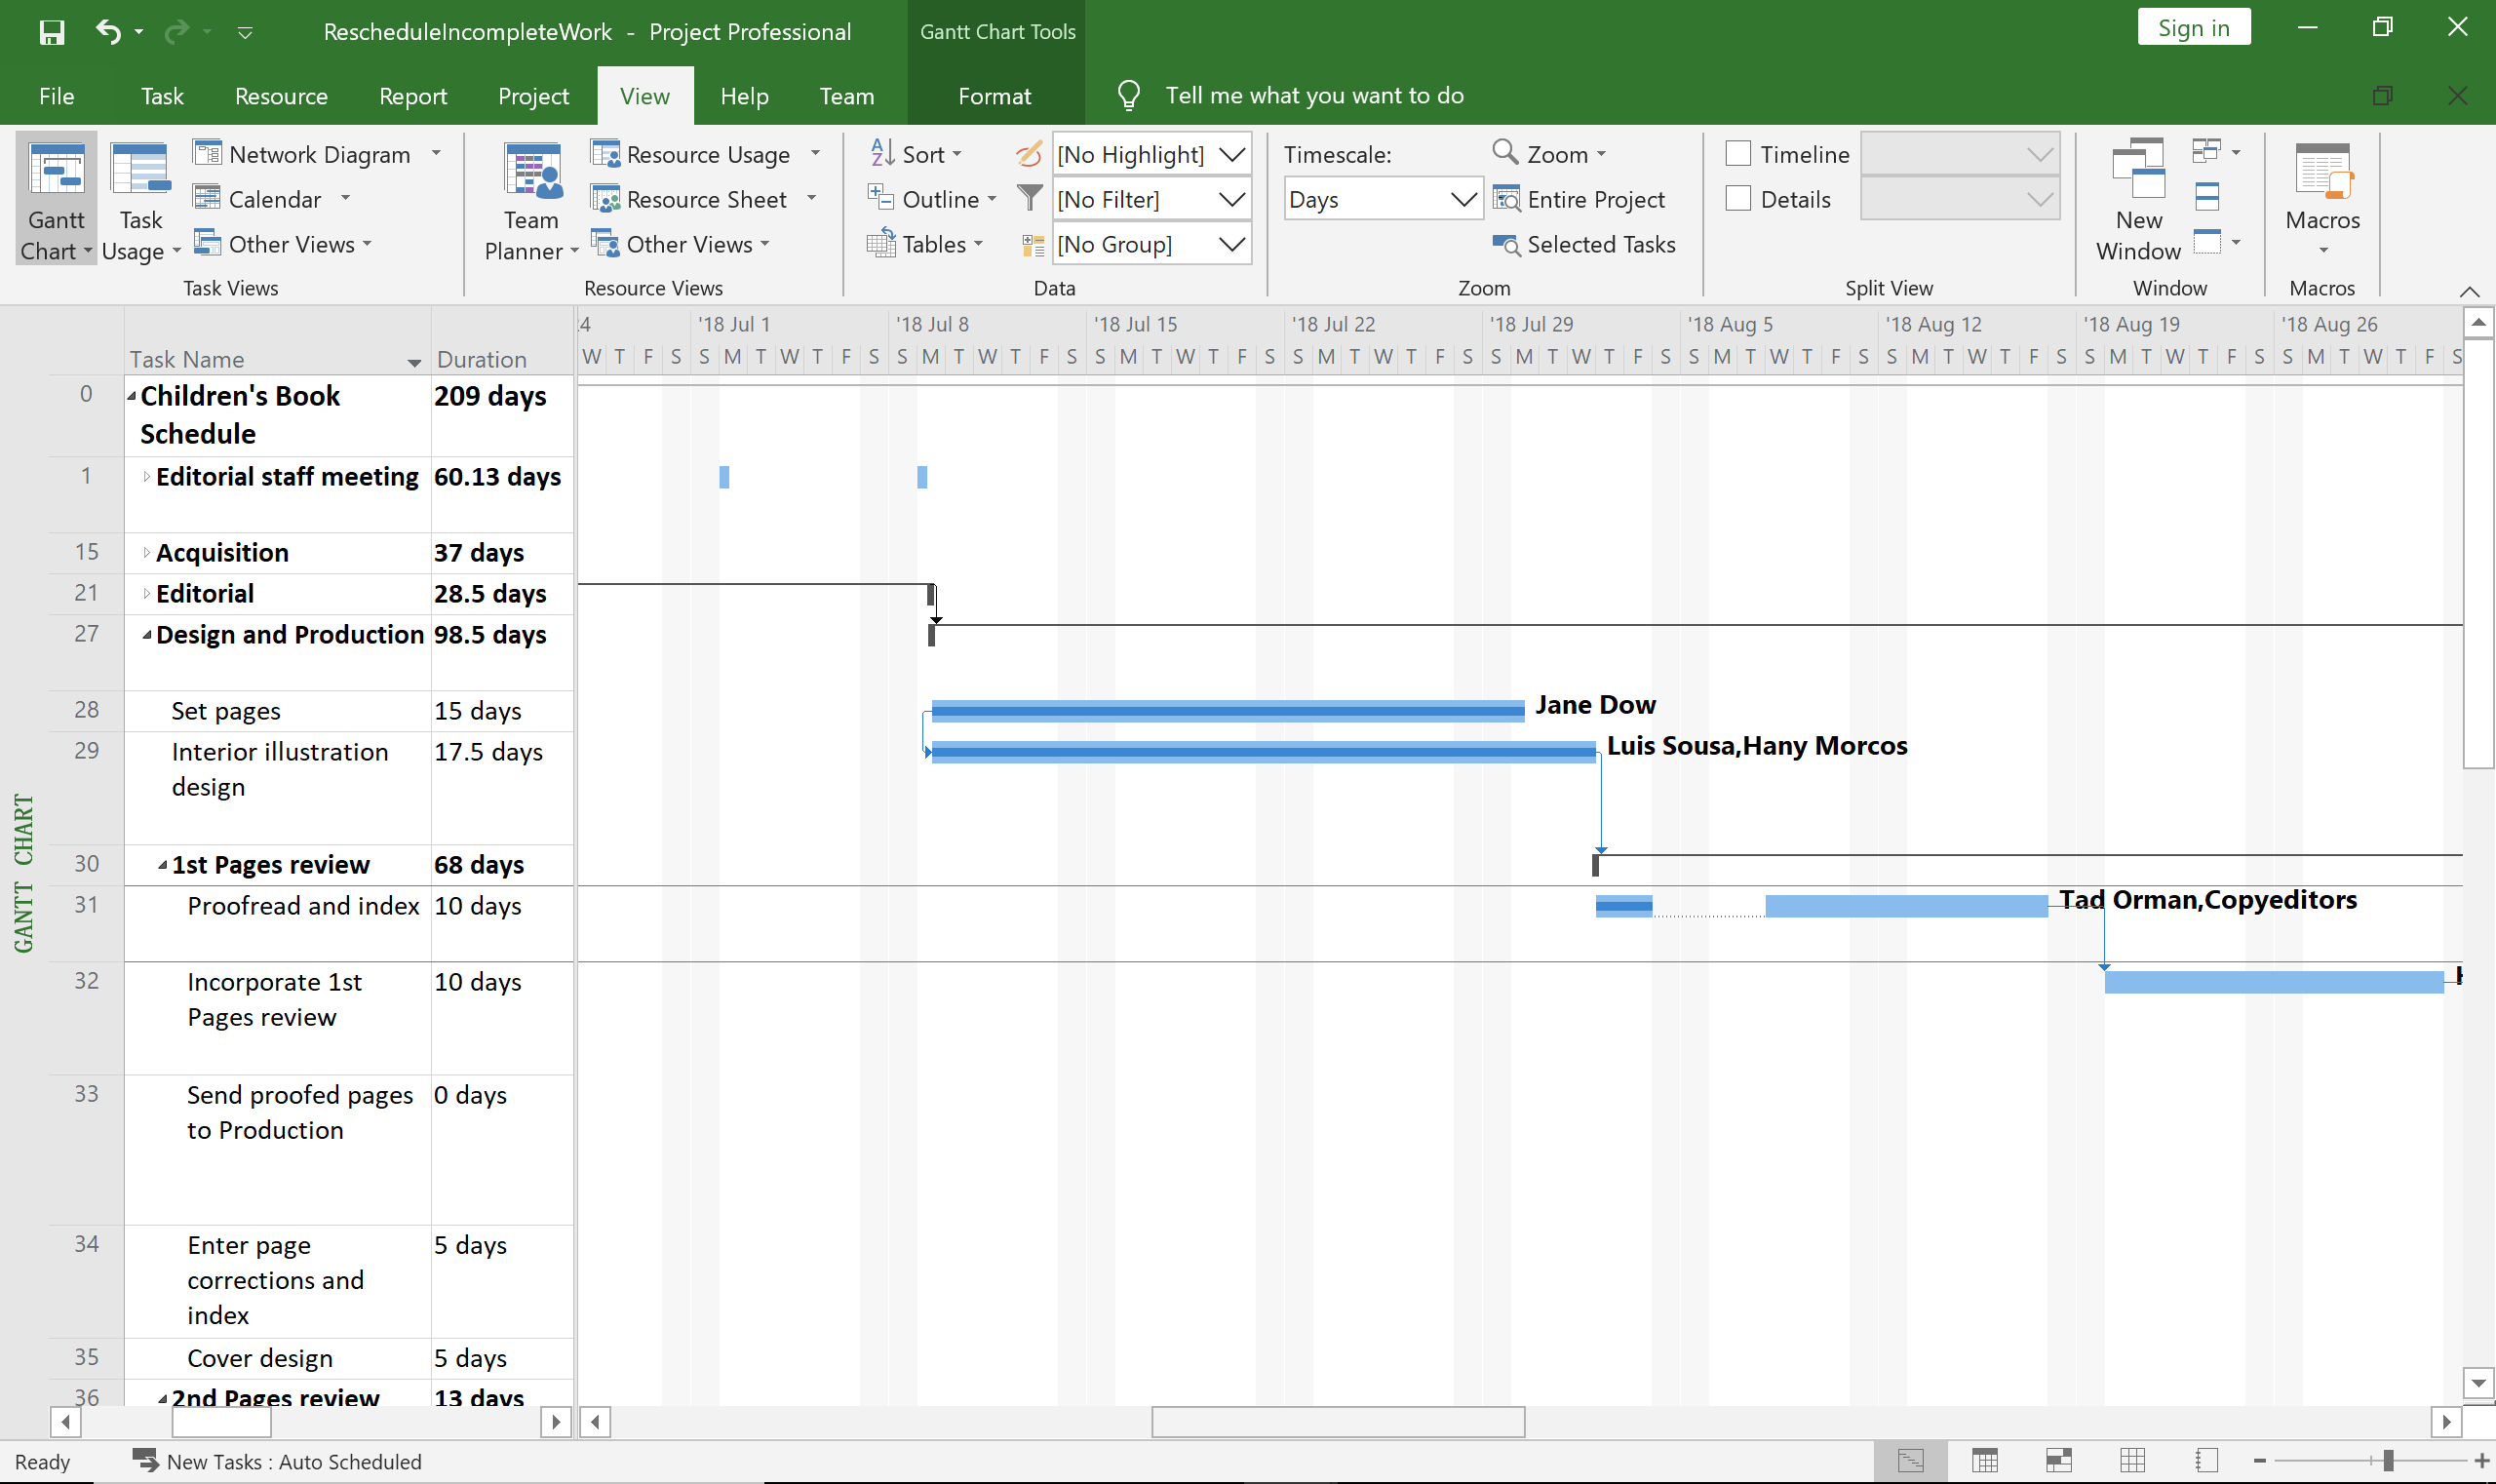 RescheduleIncompleteWork - Project Professional
Gantt Chart Tools
Sign in
File Task Resource Report Project View Help Team Format Tell me what you want to do
Gantt Chart
Task Usage
Network Diagram
Calendar
Other Views
Task Views
Team Planner
Resource Usage
Resource Sheet
Other Views
Resource Views
Sort
Outline
Tables
[No Highlight]
[No Filter]
[No Group]
Data
Timescale:
Days
Zoom
Entire Project
Selected Tasks
Zoom
Timeline
Details
Split View
New Window
Window
Macros
Macros
Task Name Duration
'18 Jul 1 '18 Jul 8 '18 Jul 15 '18 Jul 22 '18 Jul 29 '18 Aug 5 '18 Aug 12 '18 Aug 19 '18 Aug 26
W T F S S M T W T F S S M T W T F S S M T W T F S S M T W T F S S M T W T F S S M T W T F S S M T W T F S S M T W T F S S M T W T F S
0 Children's Book Schedule 209 days
1 Editorial staff meeting 60.13 days
15 Acquisition 37 days
21 Editorial 28.5 days
27 Design and Production 98.5 days
28 Set pages 15 days Jane Dow
29 Interior illustration design 17.5 days Luis Sousa,Hany Morcos
30 1st Pages review 68 days
31 Proofread and index 10 days Tad Orman,Copyeditors
32 Incorporate 1st Pages review 10 days
33 Send proofed pages to Production 0 days
34 Enter page corrections and index 5 days
35 Cover design 5 days
36 2nd Pages review 13 days
GANTT CHART
Ready New Tasks : Auto Scheduled